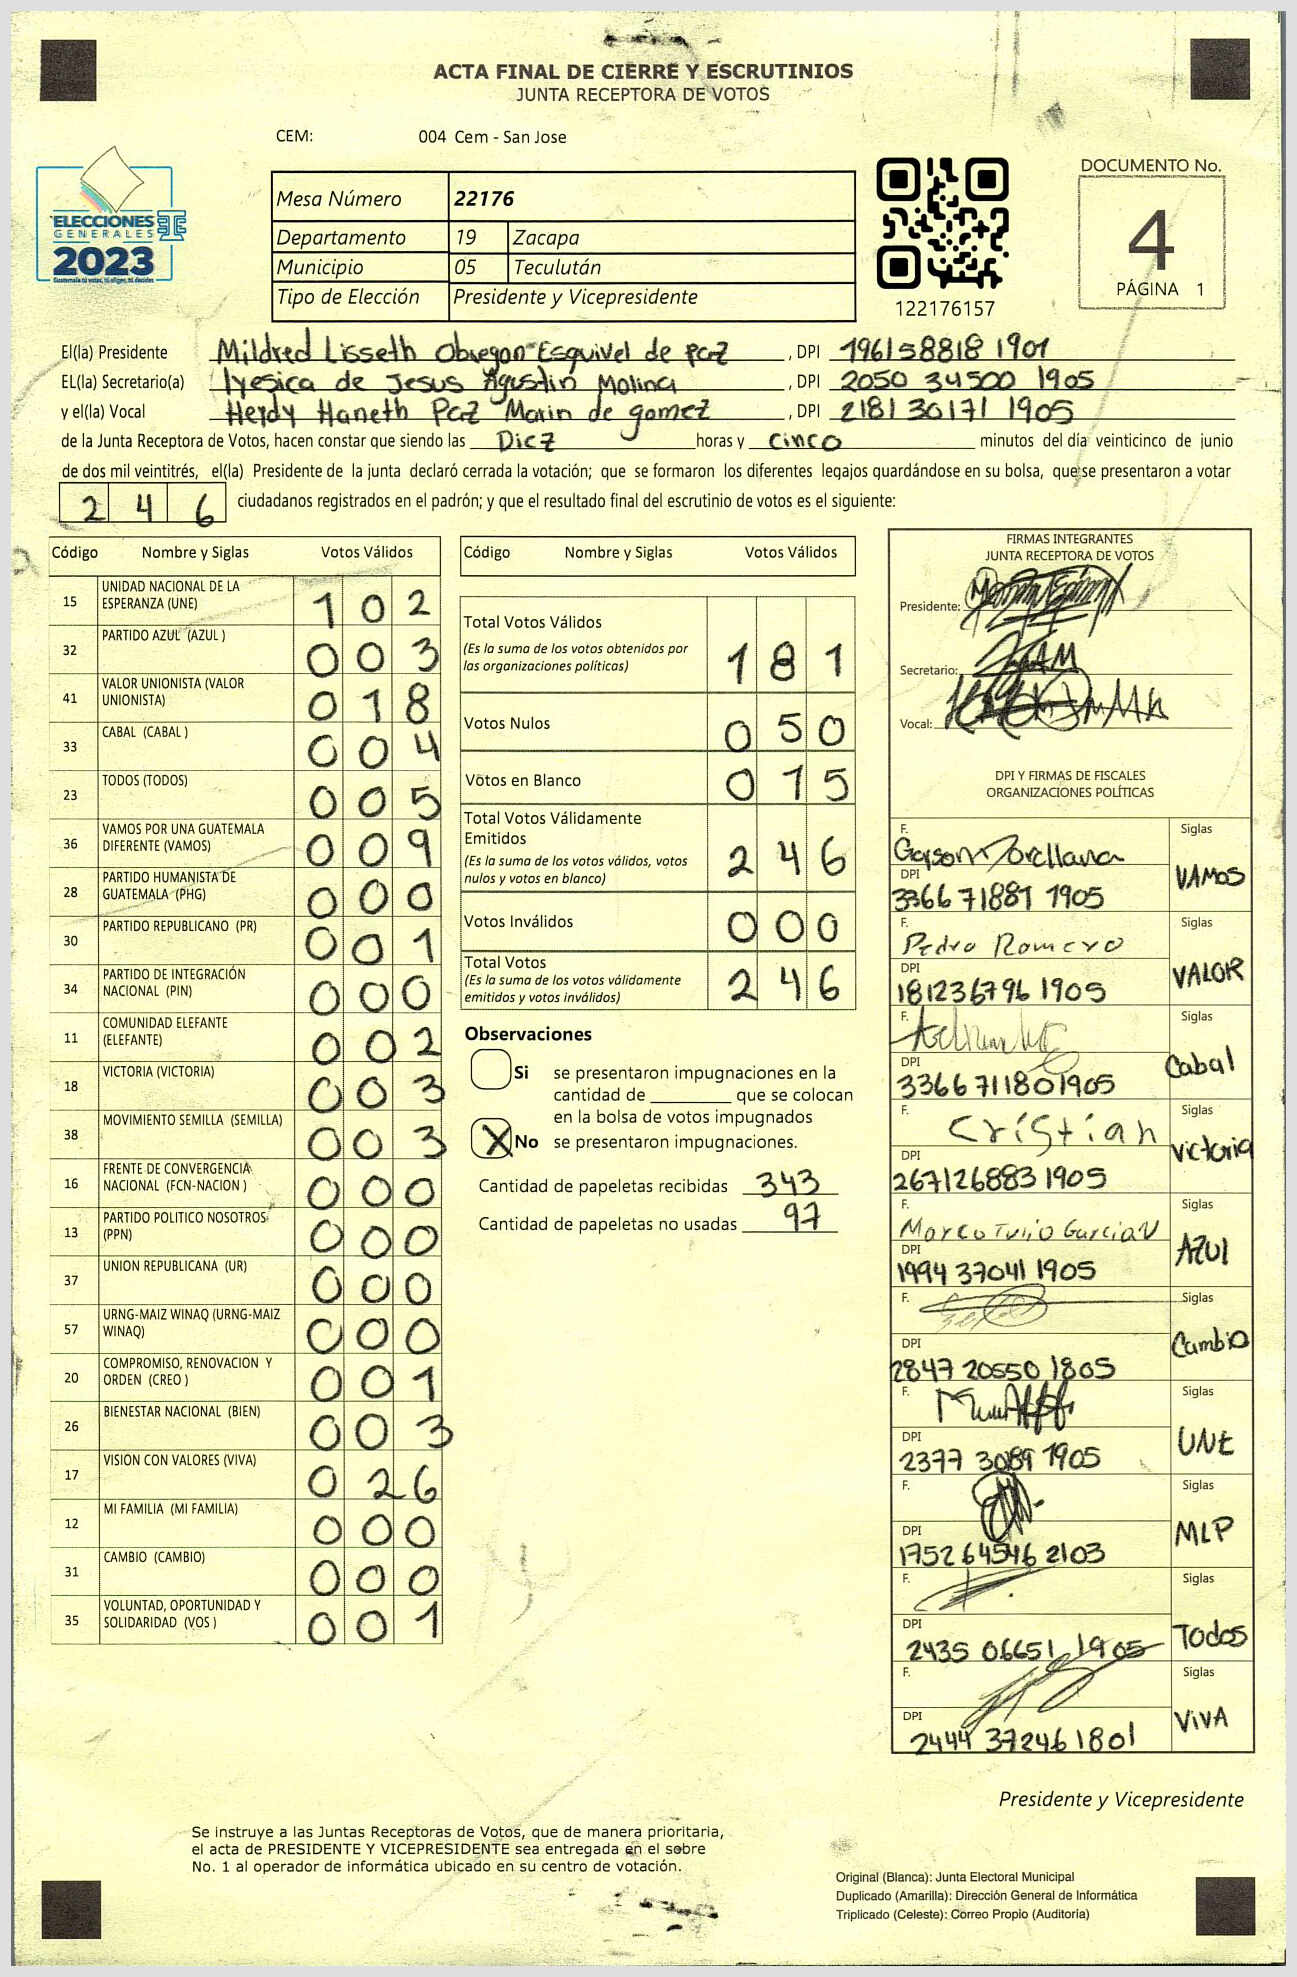 ACTA FINAL DE CIERRE Y ESCRUTINIOS
JUNTA RECEPTORA DE VOTOS
CEM: 004 Cem - San Jose
ELECCIONES
GENERALES
2023
Guatemala tú votas, tú eliges, tú decides
Mesa Número 22176
Departamento 19 Zacapa
Municipio 05 Teculután
Tipo de Elección Presidente y Vicepresidente
122176157
DOCUMENTO No.
4
PÁGINA 1
El(la) Presidente Mildred Lisseth Obregon Esquivel de Paz , DPI 196158818 1901
EL(la) Secretario(a) Iyesica de Jesus Agustin Molina , DPI 2050 34500 1905
y el(la) Vocal Heidy Haneth Paz Marin de gomez , DPI 2181 30171 1905
de la Junta Receptora de Votos, hacen constar que siendo las Diez horas y cinco minutos del día veinticinco de junio
de dos mil veintitrés, el(la) Presidente de la junta declaró cerrada la votación; que se formaron los diferentes legajos guardándose en su bolsa, que se presentaron a votar
2 4 6 ciudadanos registrados en el padrón; y que el resultado final del escrutinio de votos es el siguiente:
Código Nombre y Siglas Votos Válidos
15 UNIDAD NACIONAL DE LA ESPERANZA (UNE) 1 0 2
32 PARTIDO AZUL (AZUL ) 0 0 3
41 VALOR UNIONISTA (VALOR UNIONISTA) 0 1 8
33 CABAL (CABAL ) 0 0 4
23 TODOS (TODOS) 0 0 5
36 VAMOS POR UNA GUATEMALA DIFERENTE (VAMOS) 0 0 9
28 PARTIDO HUMANISTA DE GUATEMALA (PHG) 0 0 0
30 PARTIDO REPUBLICANO (PR) 0 0 1
34 PARTIDO DE INTEGRACIÓN NACIONAL (PIN) 0 0 0
11 COMUNIDAD ELEFANTE (ELEFANTE) 0 0 2
18 VICTORIA (VICTORIA) 0 0 3
38 MOVIMIENTO SEMILLA (SEMILLA) 0 0 3
16 FRENTE DE CONVERGENCIA NACIONAL (FCN-NACION ) 0 0 0
13 PARTIDO POLITICO NOSOTROS (PPN) 0 0 0
37 UNION REPUBLICANA (UR) 0 0 0
57 URNG-MAIZ WINAQ (URNG-MAIZ WINAQ) 0 0 0
20 COMPROMISO, RENOVACION Y ORDEN (CREO ) 0 0 1
26 BIENESTAR NACIONAL (BIEN) 0 0 3
17 VISION CON VALORES (VIVA) 0 2 6
12 MI FAMILIA (MI FAMILIA) 0 0 0
31 CAMBIO (CAMBIO) 0 0 0
35 VOLUNTAD, OPORTUNIDAD Y SOLIDARIDAD (VOS ) 0 0 1
Código Nombre y Siglas Votos Válidos
Total Votos Válidos 1 8 1
(Es la suma de los votos obtenidos por
las organizaciones políticas)
Votos Nulos 0 5 0
Votos en Blanco 0 1 5
Total Votos Válidamente
Emitidos 2 4 6
(Es la suma de los votos válidos, votos
nulos y votos en blanco)
Votos Inválidos 0 0 0
Total Votos 2 4 6
(Es la suma de los votos válidamente
emitidos y votos inválidos)
Observaciones
Si se presentaron impugnaciones en la
cantidad de ________ que se colocan
en la bolsa de votos impugnados
X No se presentaron impugnaciones.
Cantidad de papeletas recibidas 343
Cantidad de papeletas no usadas 97
FIRMAS INTEGRANTES
JUNTA RECEPTORA DE VOTOS
Presidente:
Secretario:
Vocal:
DPI Y FIRMAS DE FISCALES
ORGANIZACIONES POLÍTICAS
F. Gerson Orellana Siglas
DPI VAMOS
3366 71881 1905
F. Pedro Romero Siglas
DPI VALOR
181236796 1905
F. Siglas
DPI Cabal
3366 711801905
F. Cristian Siglas
DPI Victoria
267126883 1905
F. Marco Tulio Garcia V Siglas
DPI AZUL
1994 37041 1905
F. Siglas
DPI Cambio
2847 20550 1805
F. Siglas
DPI UNE
2377 3089 1905
F. Siglas
DPI MLP
1752 64546 2103
F. Siglas
DPI TOdOS
2435 06651 1905
F. Siglas
DPI ViVA
2444 37246 1801
Presidente y Vicepresidente
Se instruye a las Juntas Receptoras de Votos, que de manera prioritaria,
el acta de PRESIDENTE Y VICEPRESIDENTE sea entregada en el sobre
No. 1 al operador de informática ubicado en su centro de votación.
Original (Blanca): Junta Electoral Municipal
Duplicado (Amarilla): Dirección General de Informática
Triplicado (Celeste): Correo Propio (Auditoría)